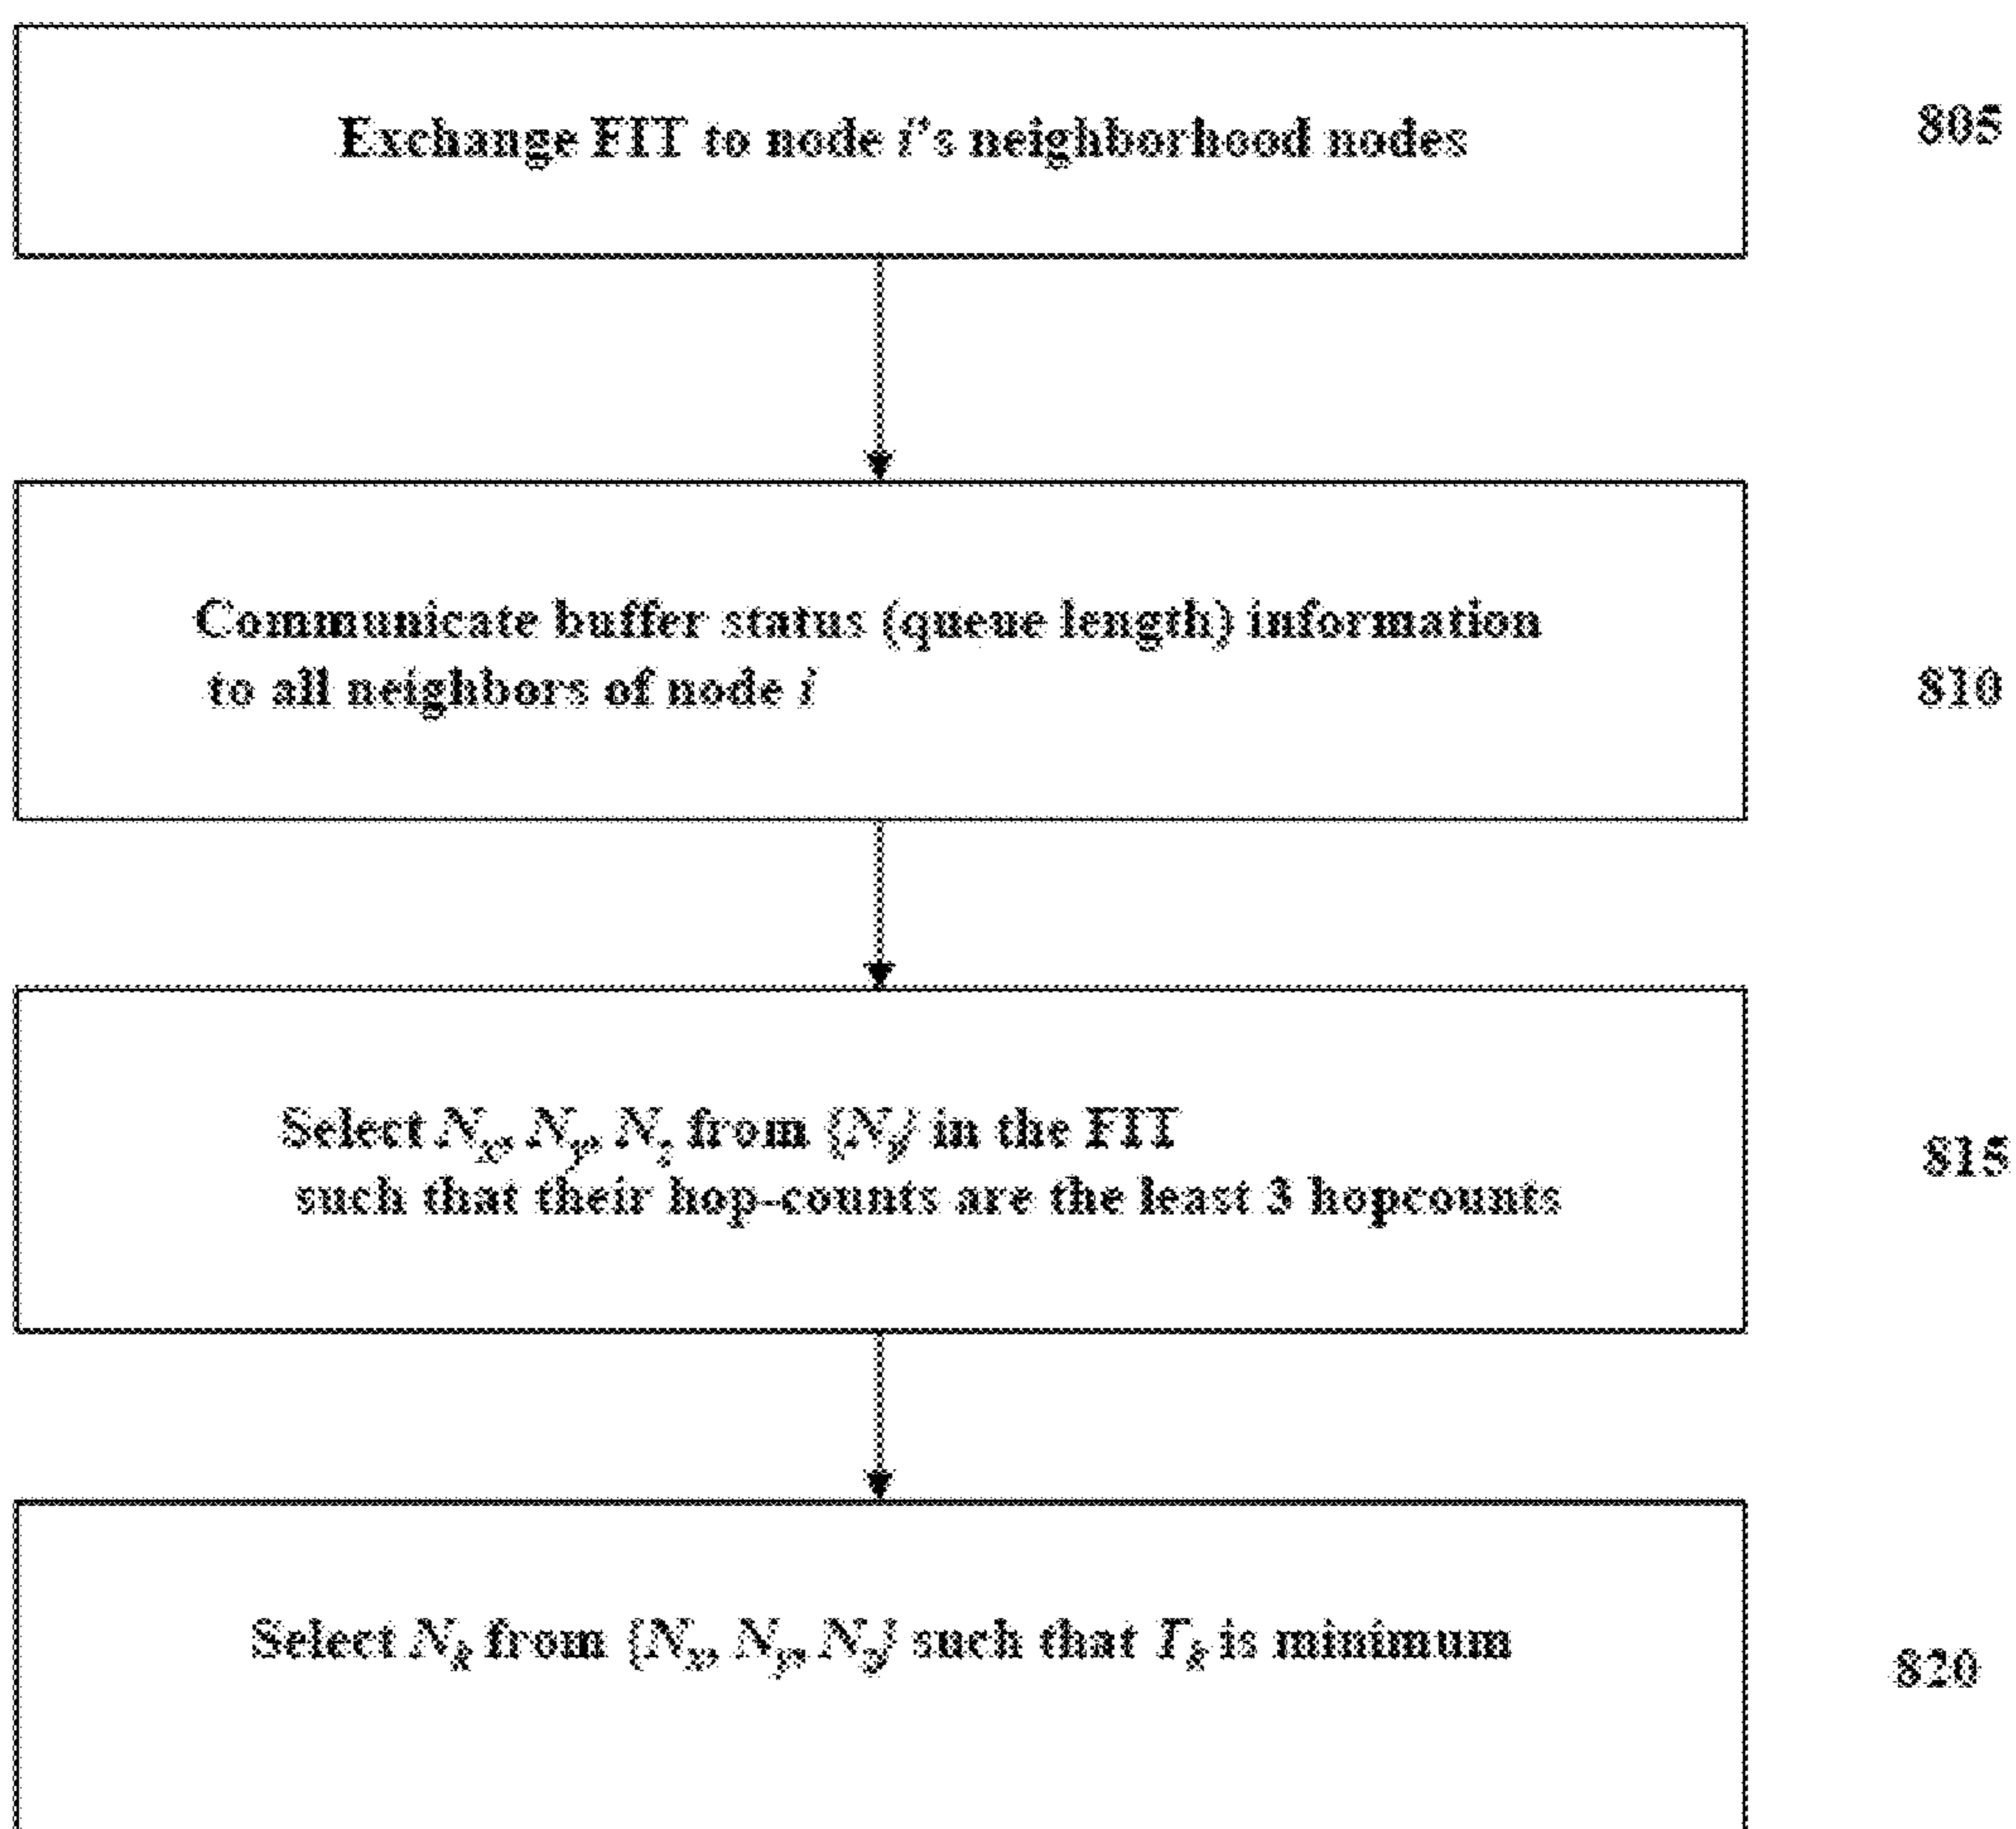 Exchange FIT to node i's neighborhood nodes
805
Communicate buffer status (queue length) information
to all neighbors of node i
810
Select Nx, Ny, Nz from {Ny} in the FIT
such that their hop-counts are the least 3 hopcounts
815
Select Nk from {Nx, Ny, Nz} such that Tk is minimum
820